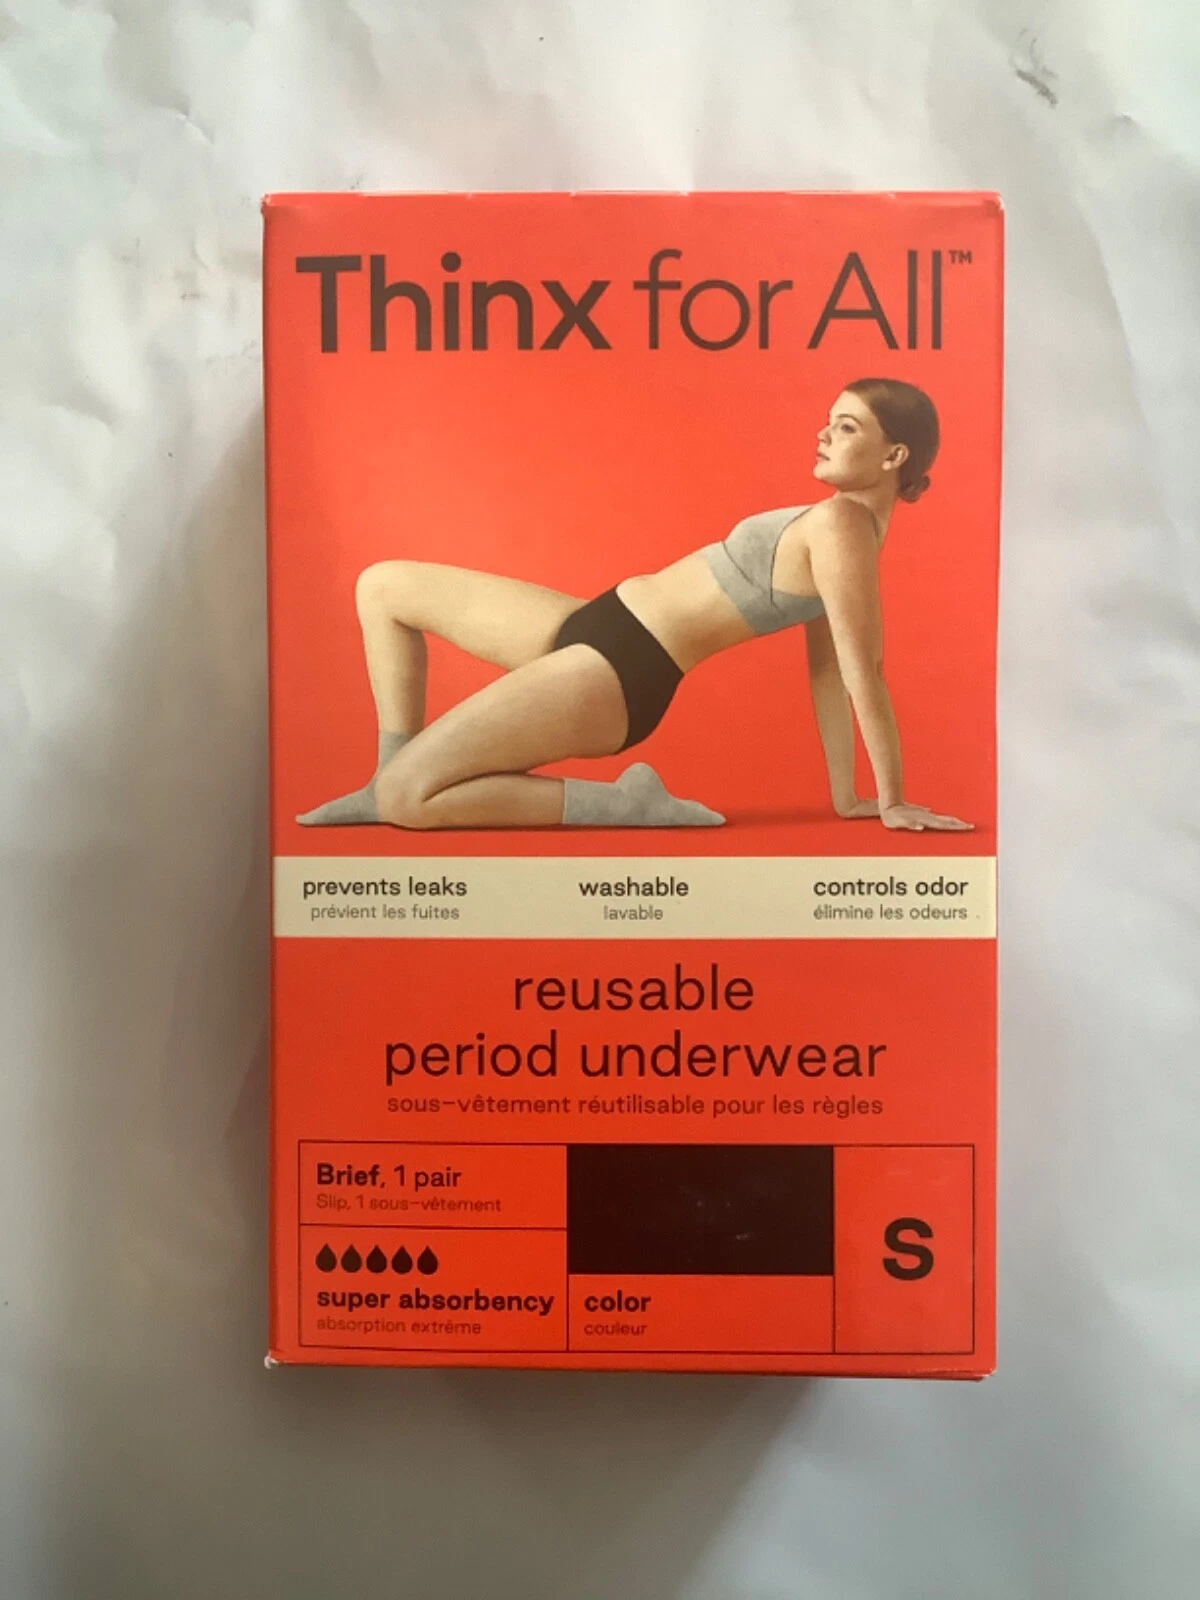 Thinx for All™
prevents leaks
prévient les fuites
washable
lavable
controls odor
élimine les odeurs
reusable
period underwear
sous-vêtement réutilisable pour les règles
Brief, 1 pair
Slip, 1 sous-vêtement
super absorbency
absorption extrême
color
couleur
S